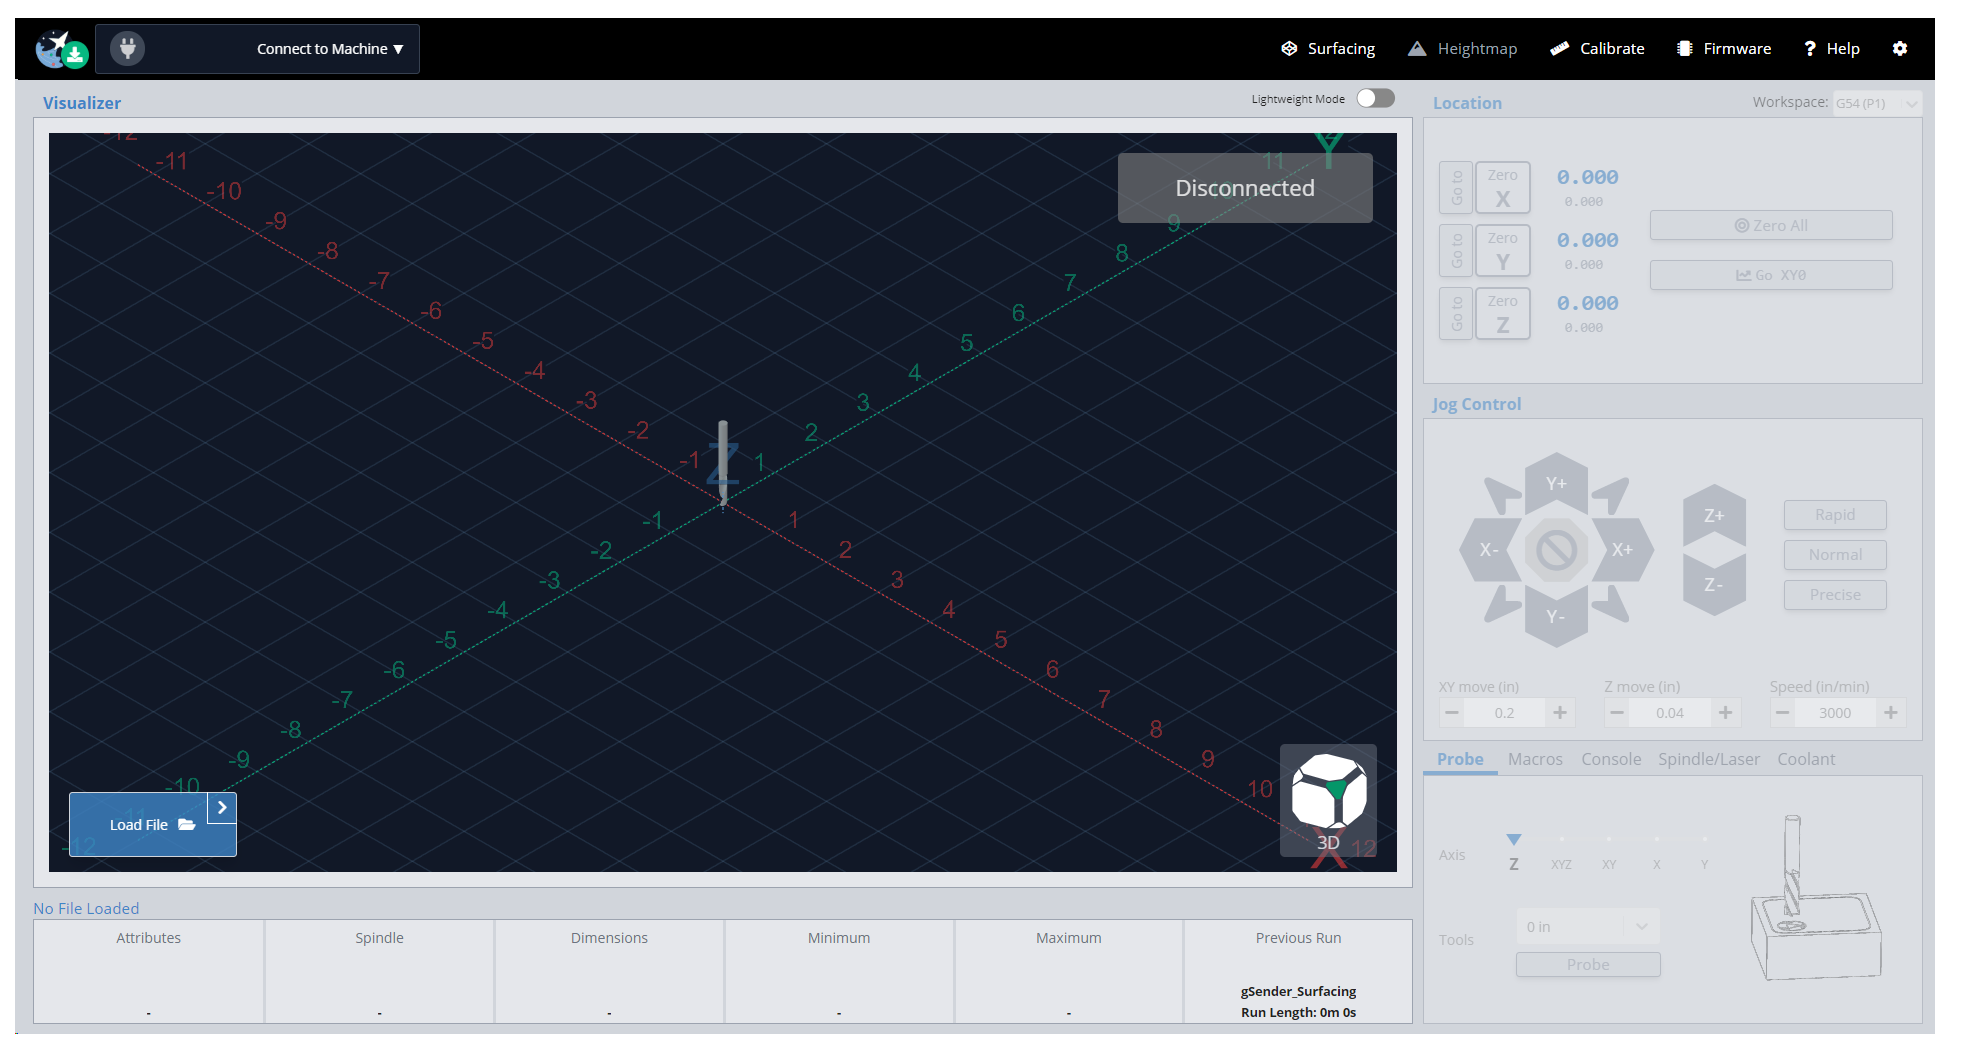 Connect to Machine ▼
Surfacing
Heightmap
Calibrate
Firmware
? Help
Visualizer
Lightweight Mode
-12
-11
-10
-9
-8
-7
-6
-5
-4
-3
-2
-1
1
2
3
4
5
6
7
8
9
10
12
X
Y
11
10
9
8
7
6
5
4
3
2
1
Z
-1
-2
-3
-4
-5
-6
-7
-8
-9
-10
-11
-12
Disconnected
Load File
3D
No File Loaded
Attributes
-
Spindle
-
Dimensions
-
Minimum
-
Maximum
-
Previous Run
gSender_Surfacing
Run Length: 0m 0s
Location
Workspace: G54 (P1)
Go to
Zero X
0.000
0.000
Go to
Zero Y
0.000
0.000
Go to
Zero Z
0.000
0.000
Zero All
Go XY0
Jog Control
Y+
X-
X+
Y-
Z+
Z-
Rapid
Normal
Precise
XY move (in)
0.2
Z move (in)
0.04
Speed (in/min)
3000
Probe
Macros
Console
Spindle/Laser
Coolant
Axis
Z
XYZ
XY
X
Y
Tools
0 in
Probe